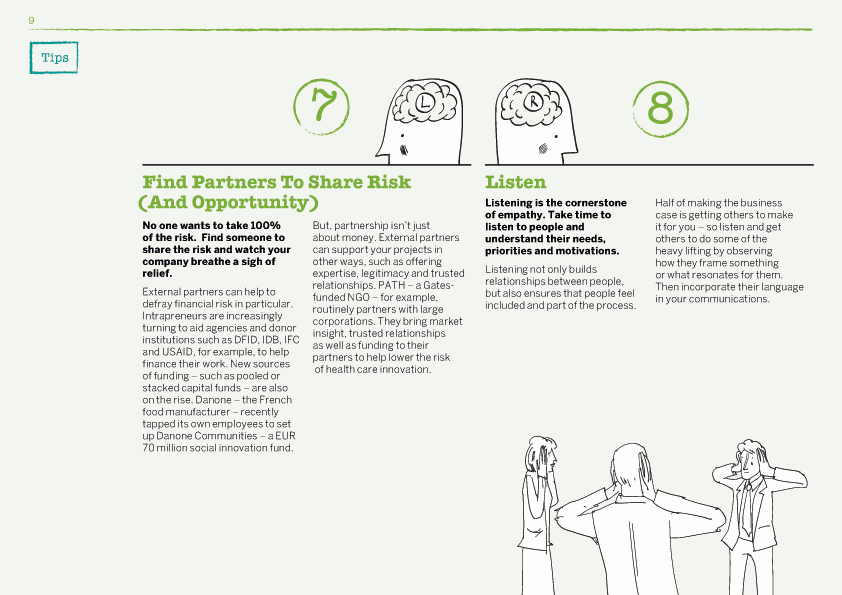 9
Tips
7
L
R
8
Find Partners To Share Risk
(And Opportunity)
No one wants to take 100%
of the risk.  Find someone to
share the risk and watch your
company breathe a sigh of
relief.
External partners can help to
defray financial risk in particular.
Intrapreneurs are increasingly
turning to aid agencies and donor
institutions such as DFID, IDB, IFC
and USAID, for example, to help
finance their work. New sources
of funding – such as pooled or
stacked capital funds – are also
on the rise. Danone – the French
food manufacturer – recently
tapped its own employees to set
up Danone Communities – a EUR
70 million social innovation fund.
But, partnership isn't just
about money. External partners
can support your projects in
other ways, such as offering
expertise, legitimacy and trusted
relationships. PATH – a Gates-
funded NGO – for example,
routinely partners with large
corporations. They bring market
insight, trusted relationships
as well as funding to their
partners to help lower the risk
of health care innovation.
Listen
Listening is the cornerstone
of empathy. Take time to
listen to people and
understand their needs,
priorities and motivations.
Listening not only builds
relationships between people,
but also ensures that people feel
included and part of the process.
Half of making the business
case is getting others to make
it for you – so listen and get
others to do some of the
heavy lifting by observing
how they frame something
or what resonates for them.
Then incorporate their language
in your communications.